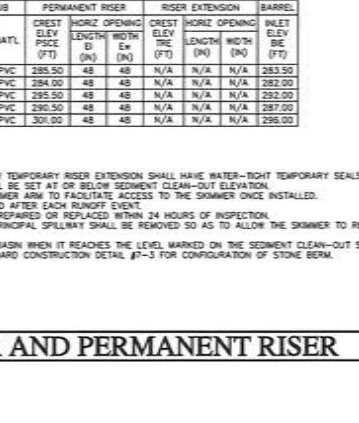 UB PERMANENT RISER RISER EXTENSION BARREL
MATL CREST ELEV PSCE (FT) HORIZ OPENING LENGTH El (IN) WIDTH Ew (IN) CREST ELEV TRE (FT) HORIZ OPENING LENGTH (IN) WIDTH (IN) INLET ELEV BIE (FT)
PVC 285.50 48 48 N/A N/A N/A 283.50
PVC 284.00 48 48 N/A N/A N/A 282.00
PVC 295.50 48 48 N/A N/A N/A 292.00
PVC 290.50 48 48 N/A N/A N/A 287.00
PVC 301.00 48 48 N/A N/A N/A 296.00
TEMPORARY RISER EXTENSION SHALL HAVE WATER-TIGHT TEMPORARY SEALS
BE SET AT OR BELOW SEDIMENT CLEAN-OUT ELEVATION.
MER ARM TO FACILITATE ACCESS TO THE SKIMMER ONCE INSTALLED.
D AFTER EACH RUNOFF EVENT.
REPAIRED OR REPLACED WITHIN 24 HOURS OF INSPECTION.
RINCIPAL SPILLWAY SHALL BE REMOVED SO AS TO ALLOW THE SKIMMER TO RE
ASIN WHEN IT REACHES THE LEVEL MARKED ON THE SEDIMENT CLEAN-OUT S
ARD CONSTRUCTION DETAIL #7-3 FOR CONFIGURATION OF STONE BERM.
R AND PERMANENT RISER